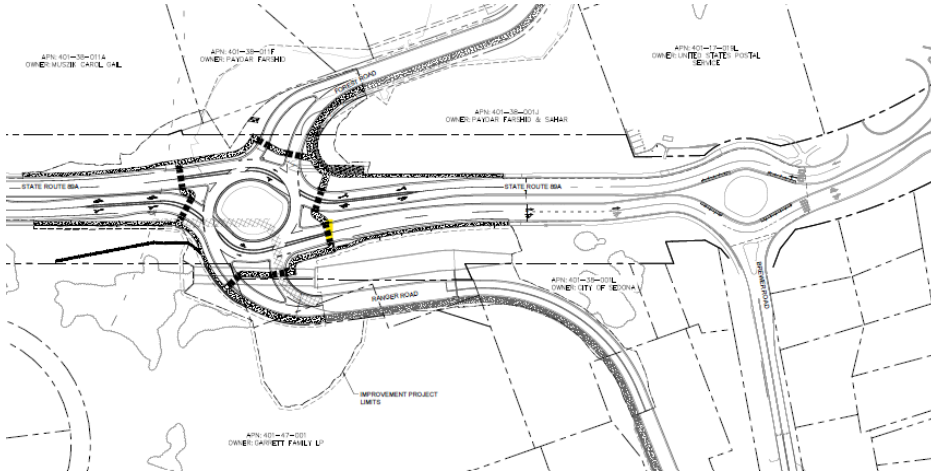 APN: 401-38-011A
OWNER: MUSZIK CAROL GAIL
APN: 401-38-011F
OWNER: PAYDAR FARSHID
APN: 401-17-019L
OWNER: UNITED STATES POSTAL
SERVICE
FOREST ROAD
APN: 401-38-001J
OWNER: PAYDAR FARSHID & SAHAR
STATE ROUTE 89A
STATE ROUTE 89A
APN: 401-38-001L
OWNER: CITY OF SEDONA
BREWER ROAD
RANGER ROAD
IMPROVEMENT PROJECT
LIMITS
APN: 401-47-001
OWNER: GARRETT FAMILY LP